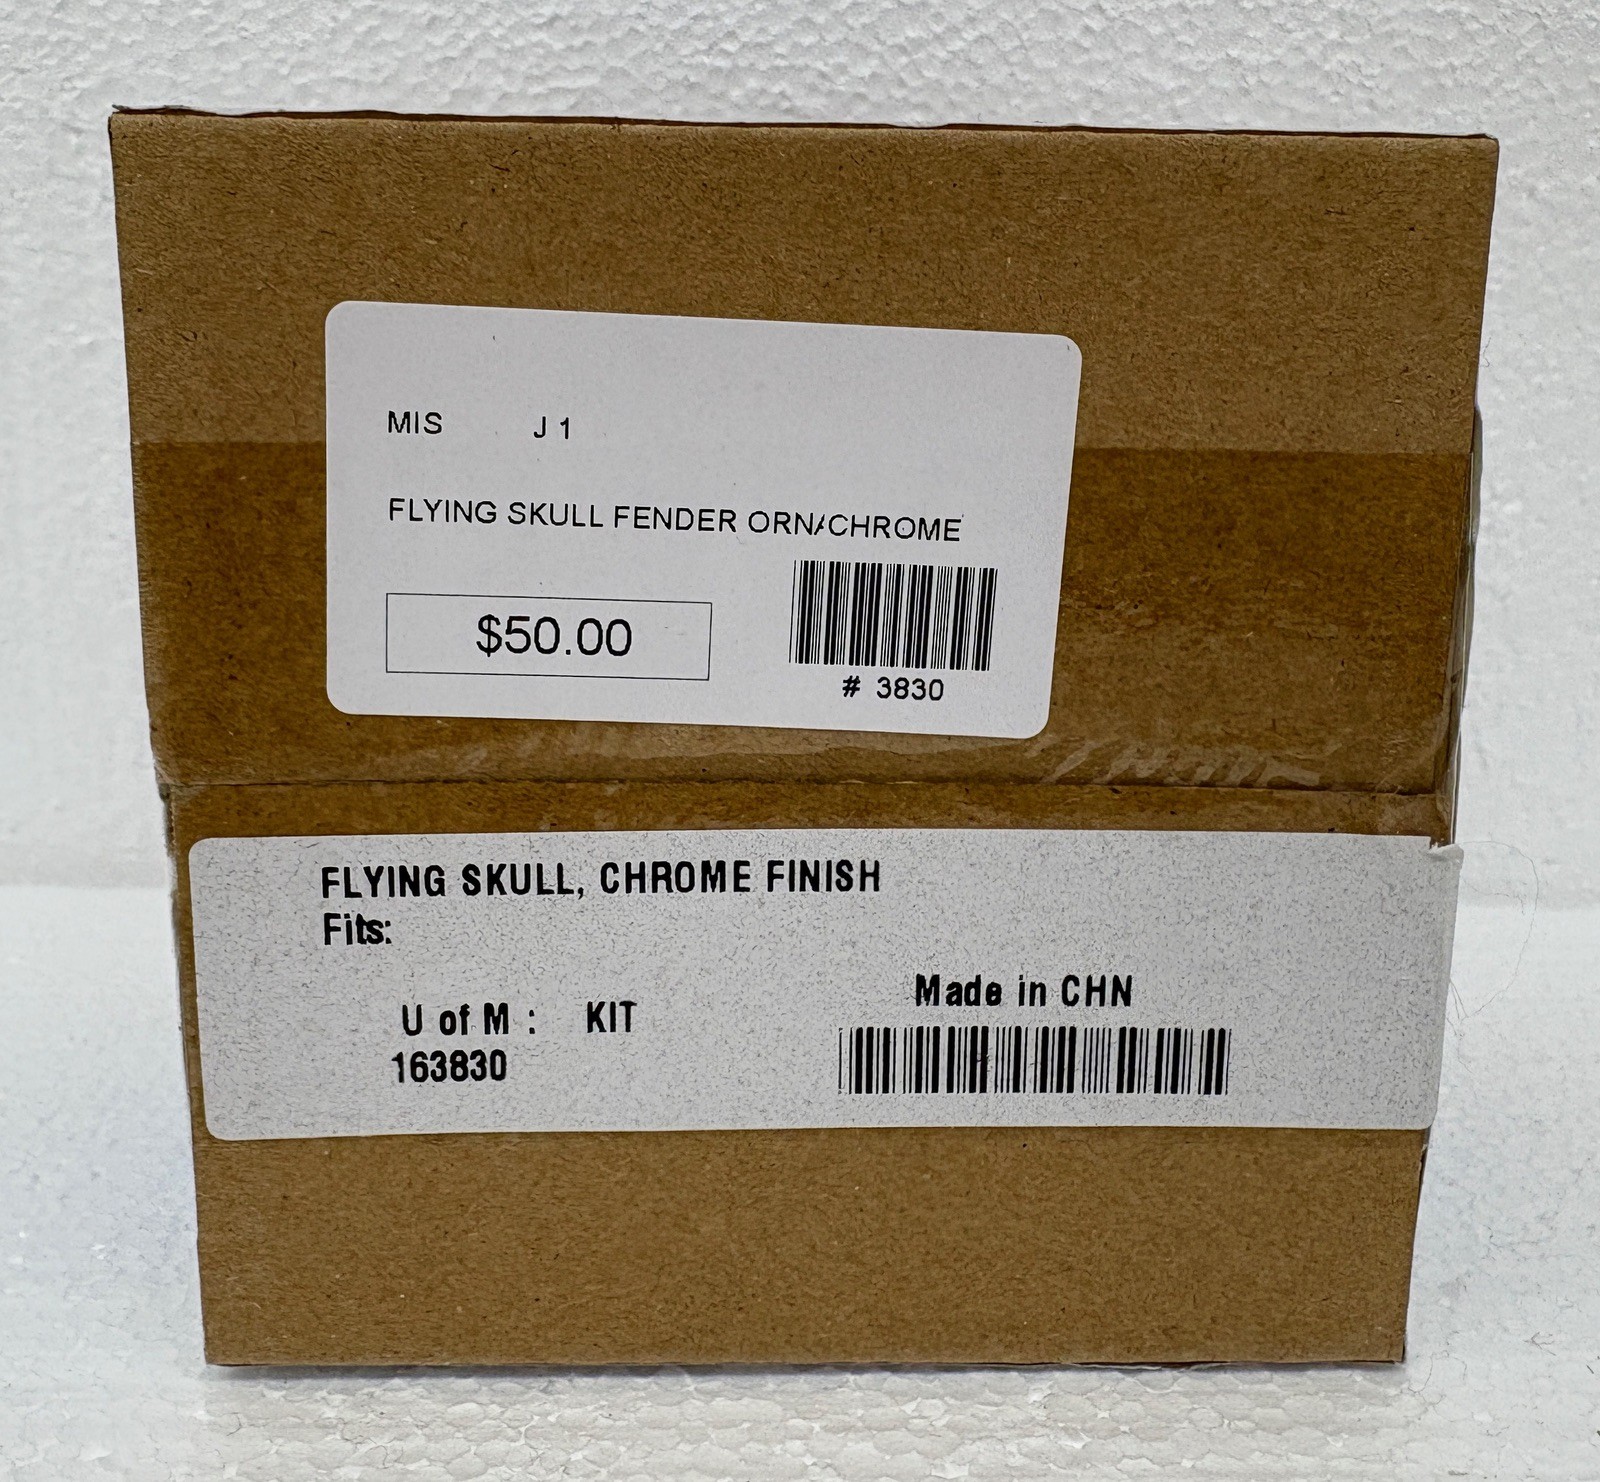 MIS J 1
FLYING SKULL FENDER ORN/CHROME
$50.00
# 3830
FLYING SKULL, CHROME FINISH
Fits:
Made in CHN
U of M : KIT
163830